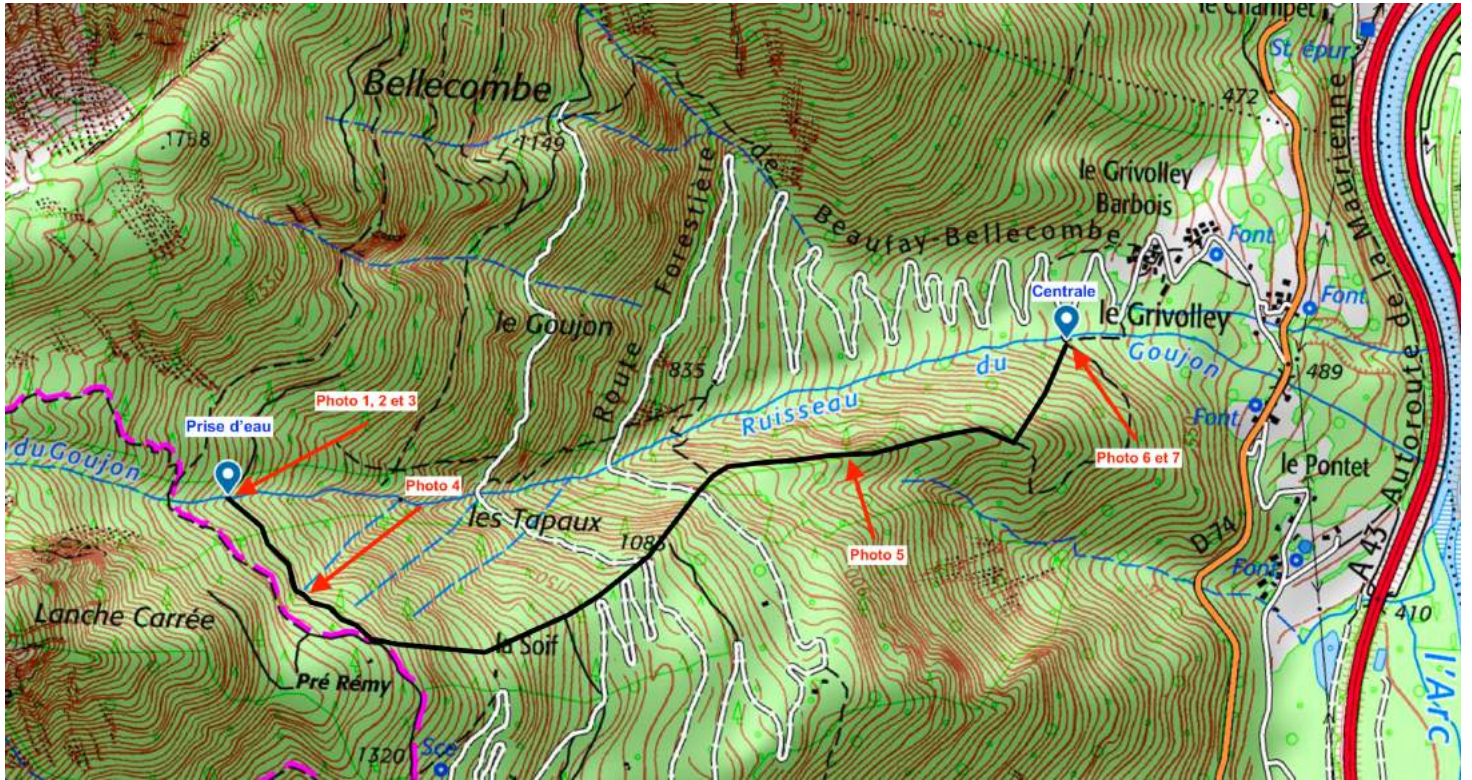 le Champet
St. épur.
Bellecombe
472
1758
1149
le Grivolley
Barbois
Font.
Route Forestière de Beaufay-Bellecombe
Centrale
le Goujon
le Grivolley
Font.
835
Ruisseau du Goujon
489
Photo 1, 2 et 3
Prise d'eau
Photo 4
Photo 6 et 7
Font.
du Goujon
le Pontet
les Tapaux
1083
Photo 5
D 74
A 43 Autoroute de la Maurienne
Font.
Lanche Carrée
410
la Soif
Pré Rémy
l'Arc
1320
Sce